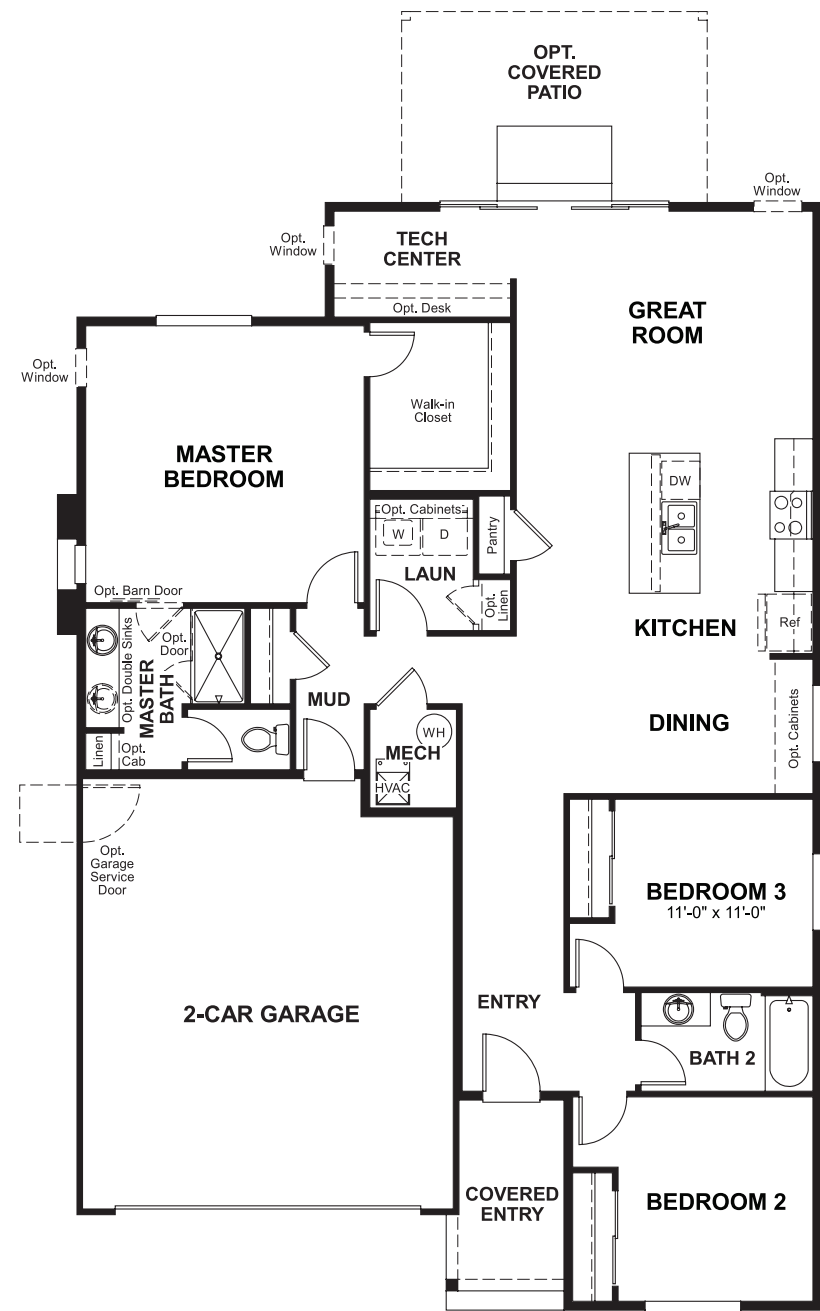 OPT.
COVERED
PATIO
Opt.
Window
Opt.
Window
TECH
CENTER
Opt. Desk
GREAT
ROOM
Opt.
Window
Walk-in
Closet
MASTER
BEDROOM
DW
Opt. Cabinets
W
D
Pantry
LAUN
Opt.
Linen
Opt. Barn Door
Opt. Double Sinks
Opt.
Door
MASTER
BATH
KITCHEN
Ref
MUD
DINING
Opt. Cabinets
WH
MECH
HVAC
Linen
Opt.
Cab
Opt.
Garage
Service
Door
BEDROOM 3
11'-0" x 11'-0"
2-CAR GARAGE
ENTRY
BATH 2
COVERED
ENTRY
BEDROOM 2